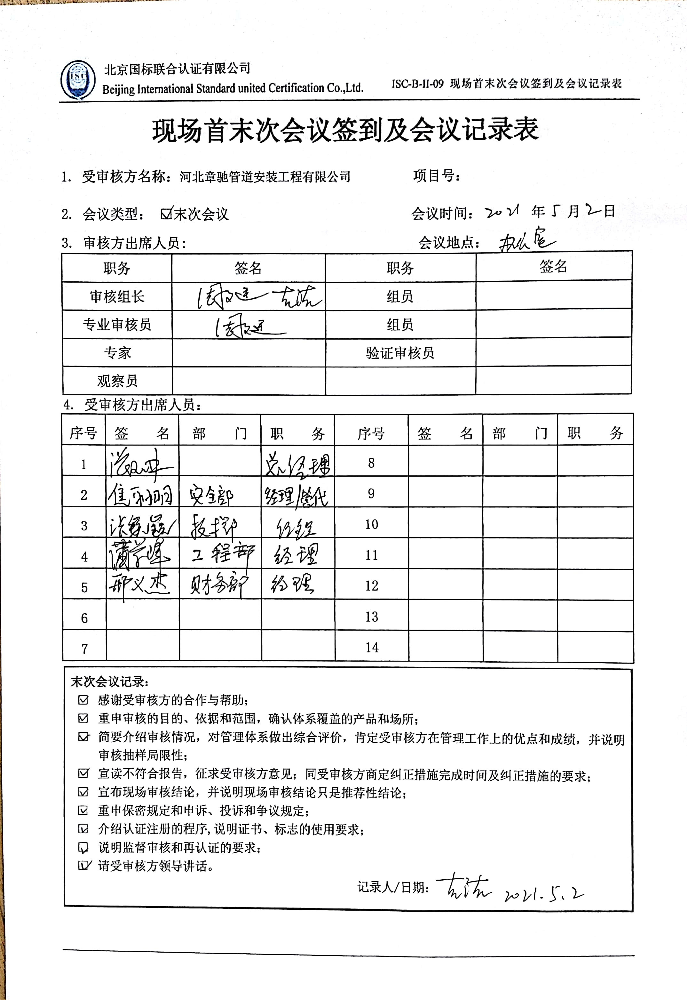 ISC
北京国标联合认证有限公司
Beijing International Standard united Certification Co.,Ltd.
ISC-B-II-09 现场首末次会议签到及会议记录表
现场首末次会议签到及会议记录表
1. 受审核方名称：河北章驰管道安装工程有限公司 项目号：
2. 会议类型： ☑末次会议 会议时间：2021 年 5 月 2 日
3. 审核方出席人员： 会议地点：办公室
职务 签名 职务 签名
审核组长 组员
专业审核员 组员
专家 验证审核员
观察员
4. 受审核方出席人员：
序号 签 名 部 门 职 务 序号 签 名 部 门 职 务
1 总经理 8
2 安全部 经理/管代 9
3 技术部 经理 10
4 工程部 经理 11
5 邢义杰 财务部 经理 12
6 13
7 14
末次会议记录：
☑ 感谢受审核方的合作与帮助；
☑ 重申审核的目的、依据和范围，确认体系覆盖的产品和场所；
☑ 简要介绍审核情况，对管理体系做出综合评价，肯定受审核方在管理工作上的优点和成绩，并说明
审核抽样局限性；
☑ 宣读不符合报告，征求受审核方意见；同受审核方商定纠正措施完成时间及纠正措施的要求；
☑ 宣布现场审核结论，并说明现场审核结论只是推荐性结论；
☑ 重申保密规定和申诉、投诉和争议规定；
☑ 介绍认证注册的程序,说明证书、标志的使用要求；
☑ 说明监督审核和再认证的要求；
☑ 请受审核方领导讲话。
记录人/日期： 2021.5.2